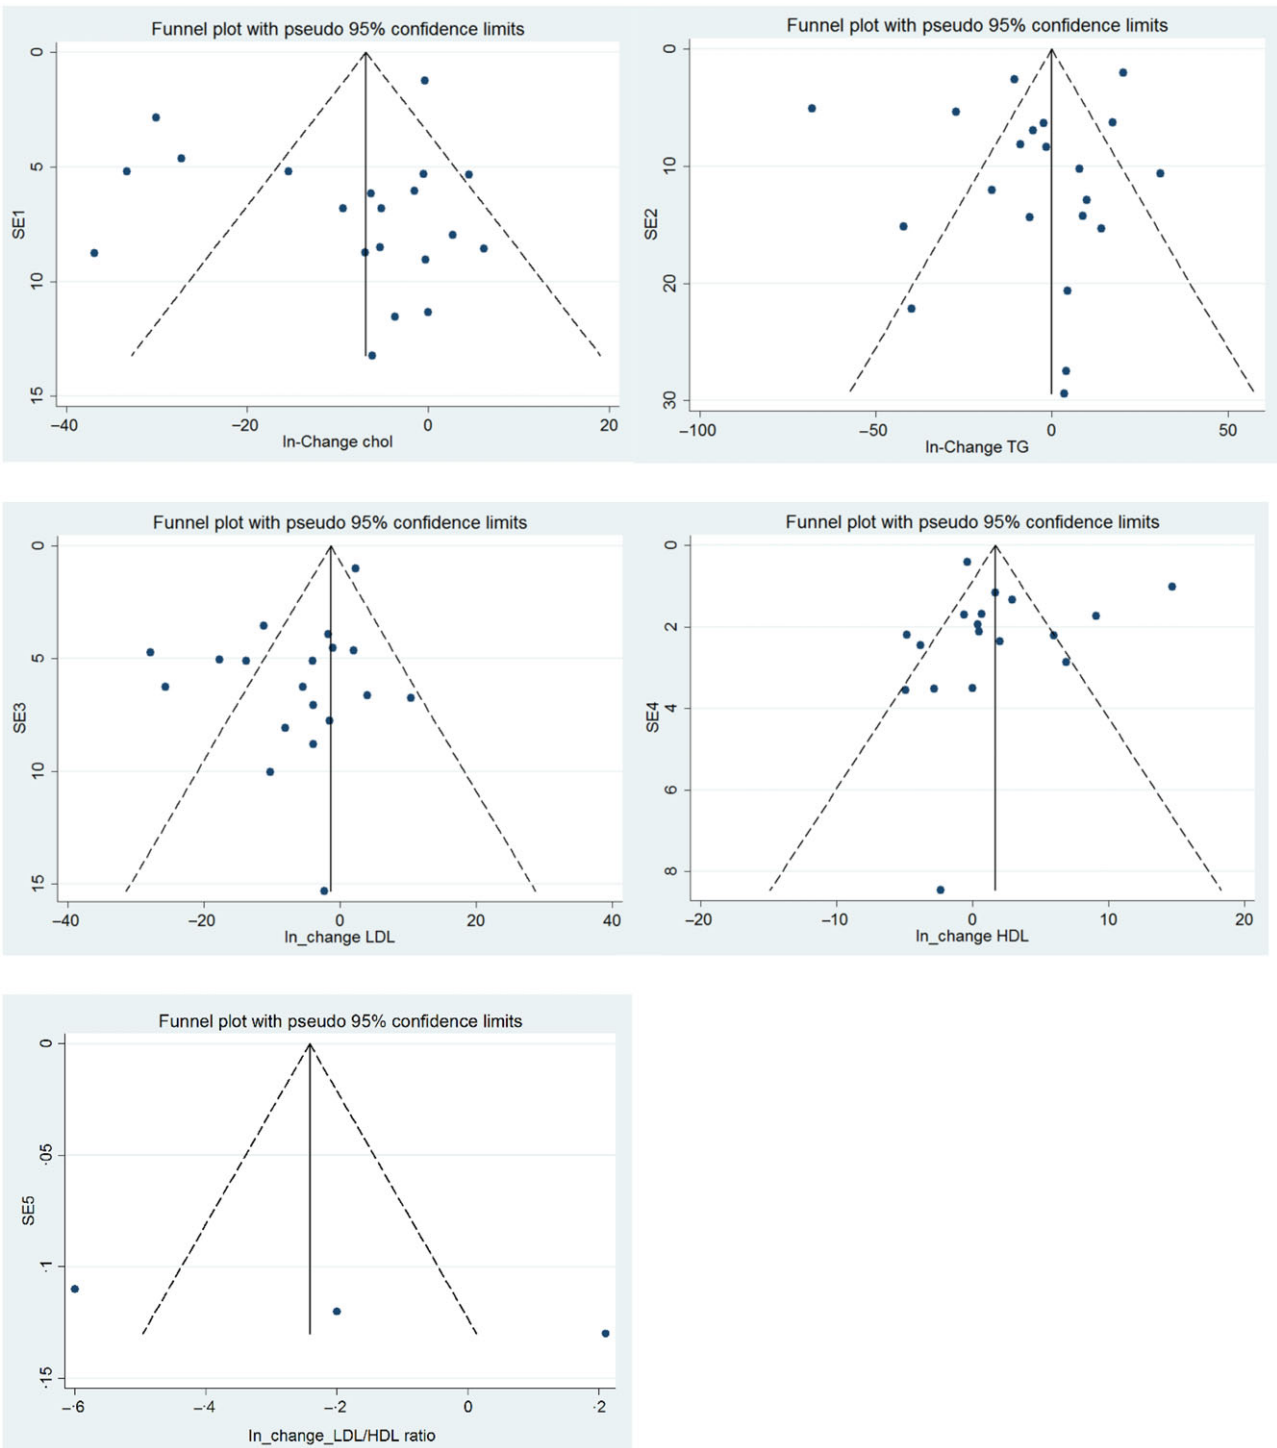 Funnel plot with pseudo 95% confidence limits
0
5
10
15
SE1
−40
−20
0
20
In-Change chol
Funnel plot with pseudo 95% confidence limits
0
10
20
30
SE2
−100
−50
0
50
In-Change TG
Funnel plot with pseudo 95% confidence limits
0
5
10
15
SE3
−40
−20
0
20
40
In_change LDL
Funnel plot with pseudo 95% confidence limits
0
2
4
6
8
SE4
−20
−10
0
10
20
In_change HDL
Funnel plot with pseudo 95% confidence limits
0
·05
·1
·15
SE5
−·6
−·4
−·2
0
·2
In_change_LDL/HDL ratio